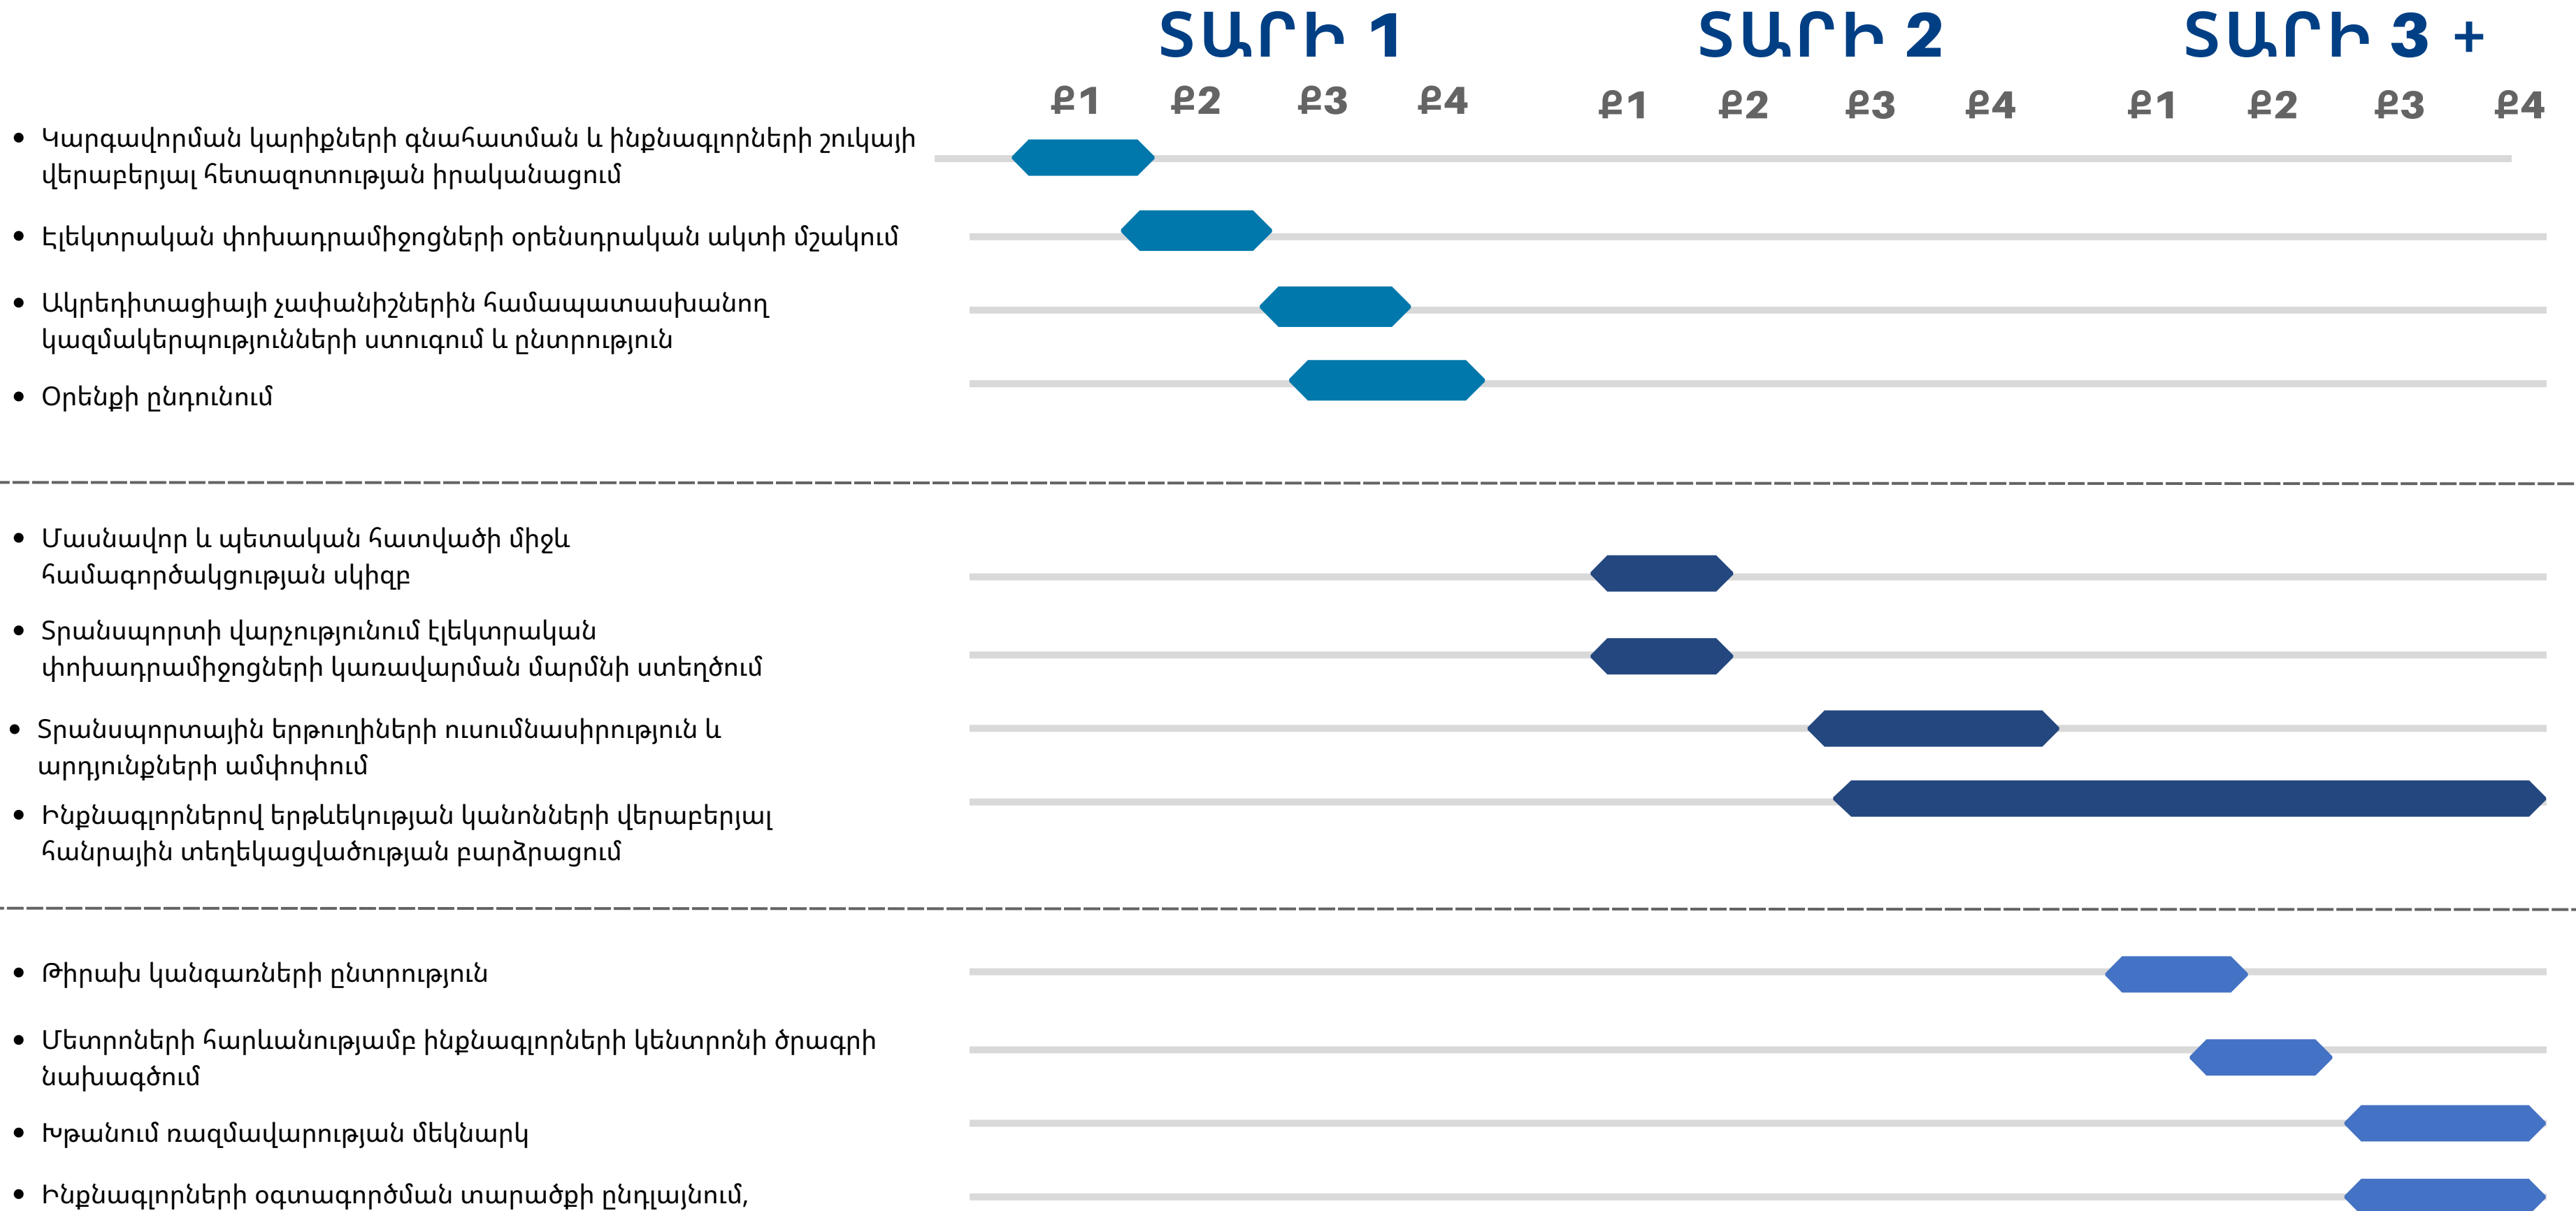 ՏԱՐԻ 1 ՏԱՐԻ 2 ՏԱՐԻ 3 +
Ք1 Ք2 Ք3 Ք4 Ք1 Ք2 Ք3 Ք4 Ք1 Ք2 Ք3 Ք4
• Կարգավորման կարիքների գնահատման և ինքնագլորների շուկայի
վերաբերյալ հետազոտության իրականացում
• Էլեկտրական փոխադրամիջոցների օրենսդրական ակտի մշակում
• Ակրեդիտացիայի չափանիշներին համապատասխանող
կազմակերպությունների ստուգում և ընտրություն
• Օրենքի ընդունում
• Մասնավոր և պետական հատվածի միջև
համագործակցության սկիզբ
• Տրանսպորտի վարչությունում էլեկտրական
փոխադրամիջոցների կառավարման մարմնի ստեղծում
• Տրանսպորտային երթուղիների ուսումնասիրություն և
արդյունքների ամփոփում
• Ինքնագլորներով երթևեկության կանոնների վերաբերյալ
հանրային տեղեկացվածության բարձրացում
• Թիրախ կանգառների ընտրություն
• Մետրոների հարևանությամբ ինքնագլորների կենտրոնի ծրագրի
նախագծում
• Խթանում ռազմավարության մեկնարկ
• Ինքնագլորների օգտագործման տարածքի ընդլայնում,